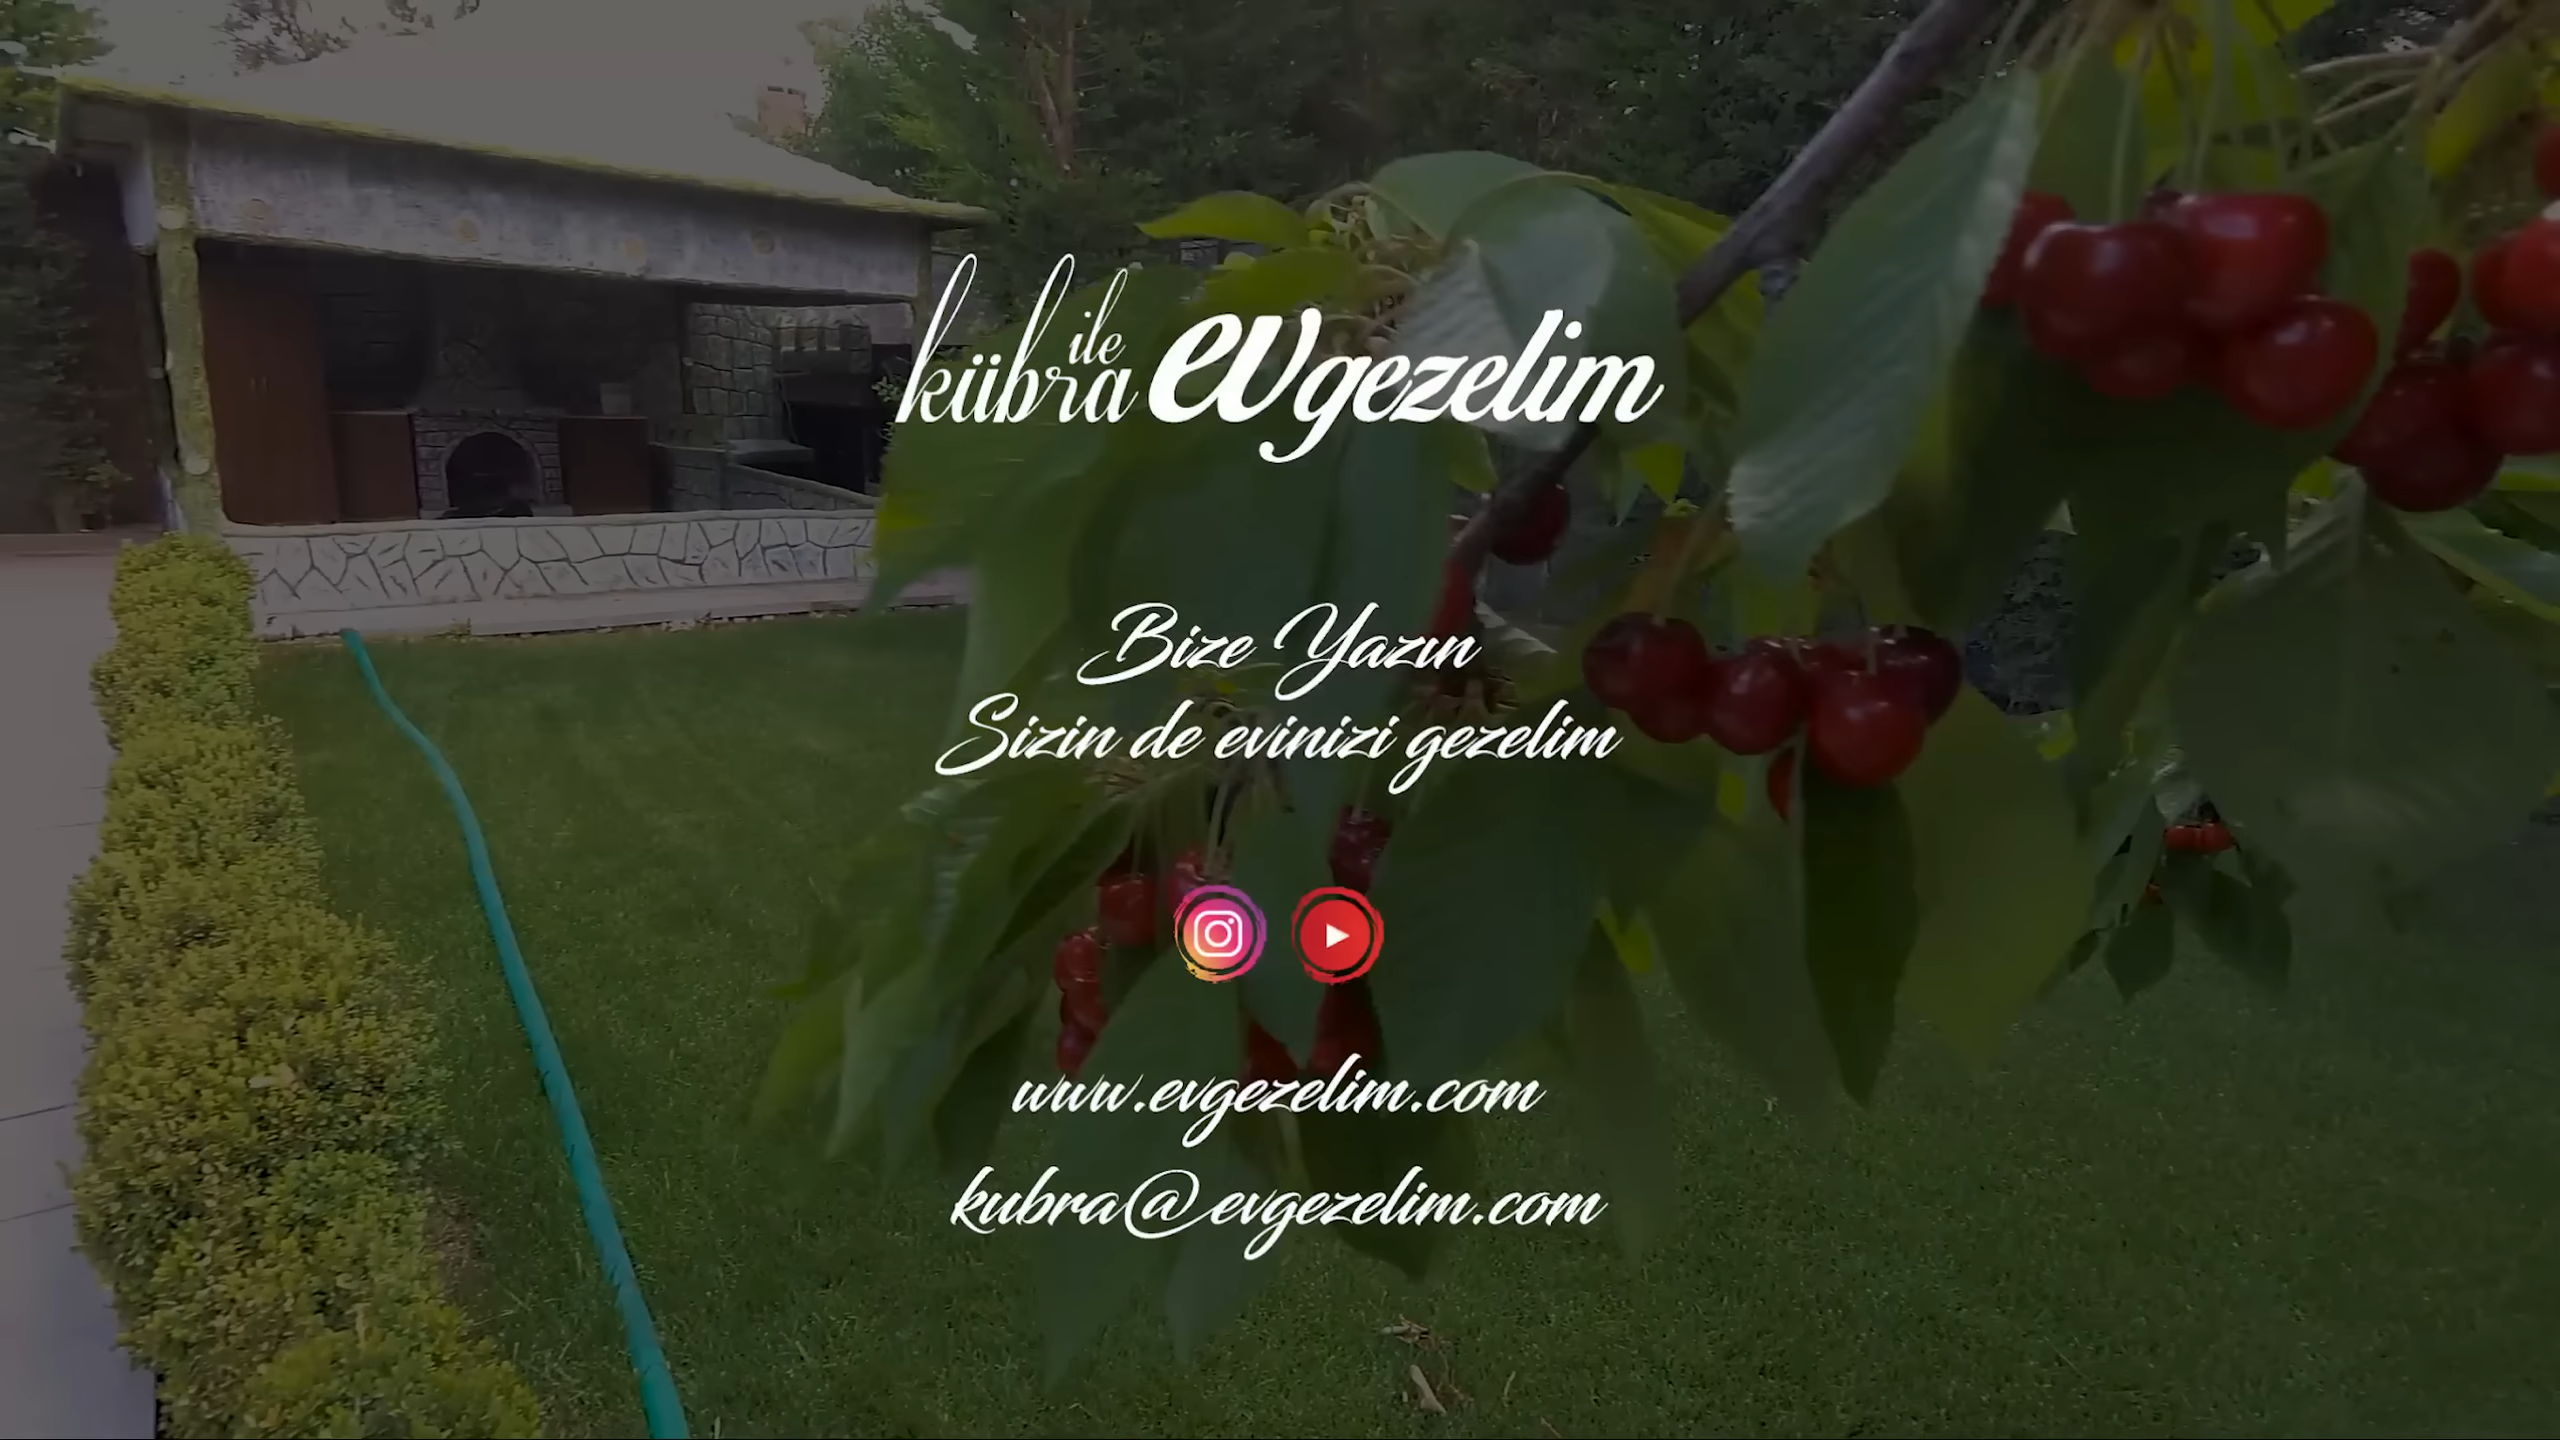 kübra ile evgezelim
Bize Yazın
Sizin de evinizi gezelim
www.evgezelim.com
kubra@evgezelim.com